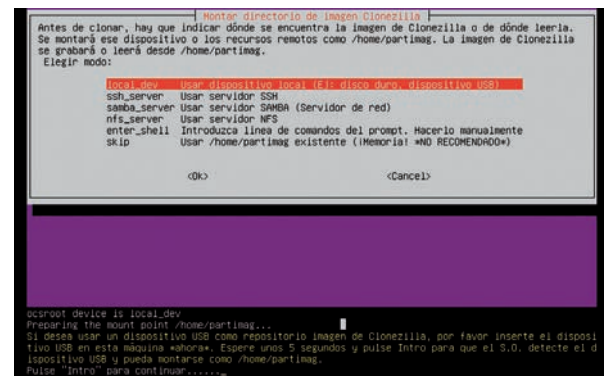 Montar directorio de imagen Clonezilla
Antes de clonar, hay que indicar dónde se encuentra la imagen de Clonezilla o de dónde leerla.
Se montará ese dispositivo o los recursos remotos como /home/partimag. La imagen de Clonezilla
se grabará o leerá desde /home/partimag.
Elegir modo:
local_dev Usar dispositivo local (Ej: disco duro, dispositivo USB)
ssh_server Usar servidor SSH
samba_server Usar servidor SAMBA (Servidor de red)
nfs_server Usar servidor NFS
enter_shell Introduzca linea de comandos del prompt. Hacerlo manualmente
skip Usar /home/partimag existente (¡Memoria! *NO RECOMENDADO*)
<Ok> <Cancel>
ocsroot device is local_dev
Preparing the mount point /home/partimag...
Si desea usar un dispositivo USB como repositorio imagen de Clonezilla, por favor inserte el disposi
tivo USB en esta máquina *ahora*. Espere unos 5 segundos y pulse Intro para que el S.O. detecte el d
ispositivo USB y pueda montarse como /home/partimag.
Pulse "Intro" para continuar......_